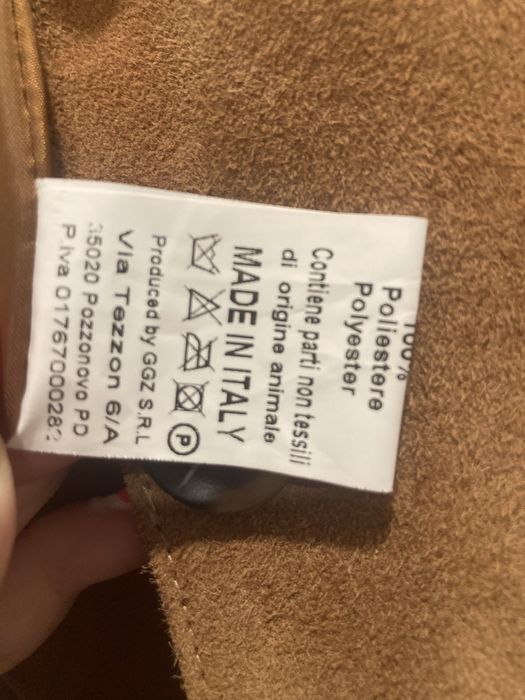 100%
Poliestere
Polyester
Contiene parti non tessili
di origine animale
MADE IN ITALY
P
Produced by GGZ S.R.L
Via Tezzon 6/A
35020 Pozzonovo PD
P.Iva